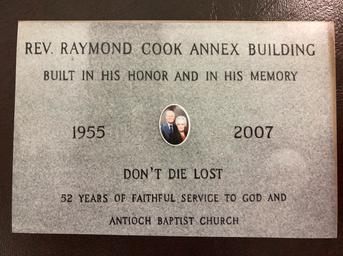 REV. RAYMOND COOK ANNEX BUILDING
BUILT IN HIS HONOR AND IN HIS MEMORY
1955 2007
DON'T DIE LOST
52 YEARS OF FAITHFUL SERVICE TO GOD AND
ANTIOCH BAPTIST CHURCH